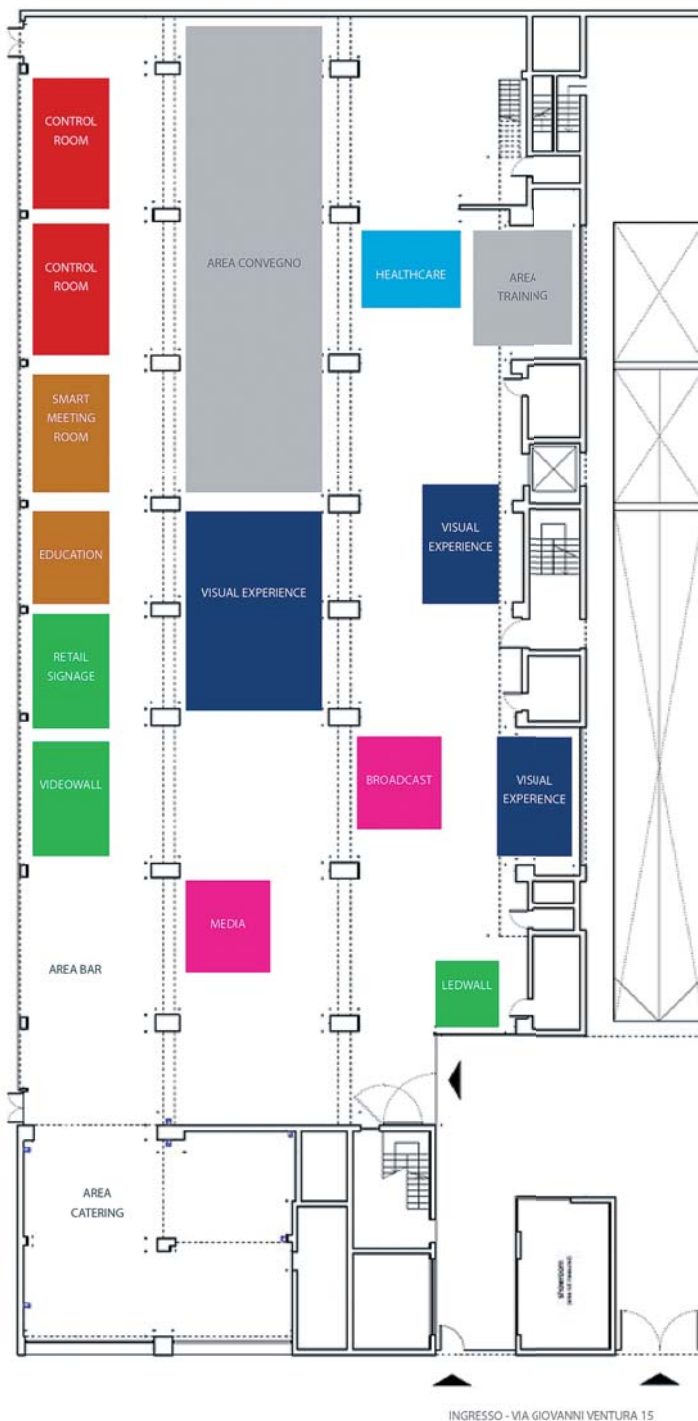 CONTROL
ROOM
CONTROL
ROOM
AREA CONVEGNO
HEALTHCARE
AREA
TRAINING
SMART
MEETING
ROOM
VISUAL
EXPERIENCE
EDUCATION
VISUAL EXPERIENCE
RETAIL
SIGNAGE
VIDEOWALL
BROADCAST
VISUAL
EXPERIENCE
MEDIA
AREA BAR
LEDWALL
AREA
CATERING
INGRESSO - VIA GIOVANNI VENTURA 15